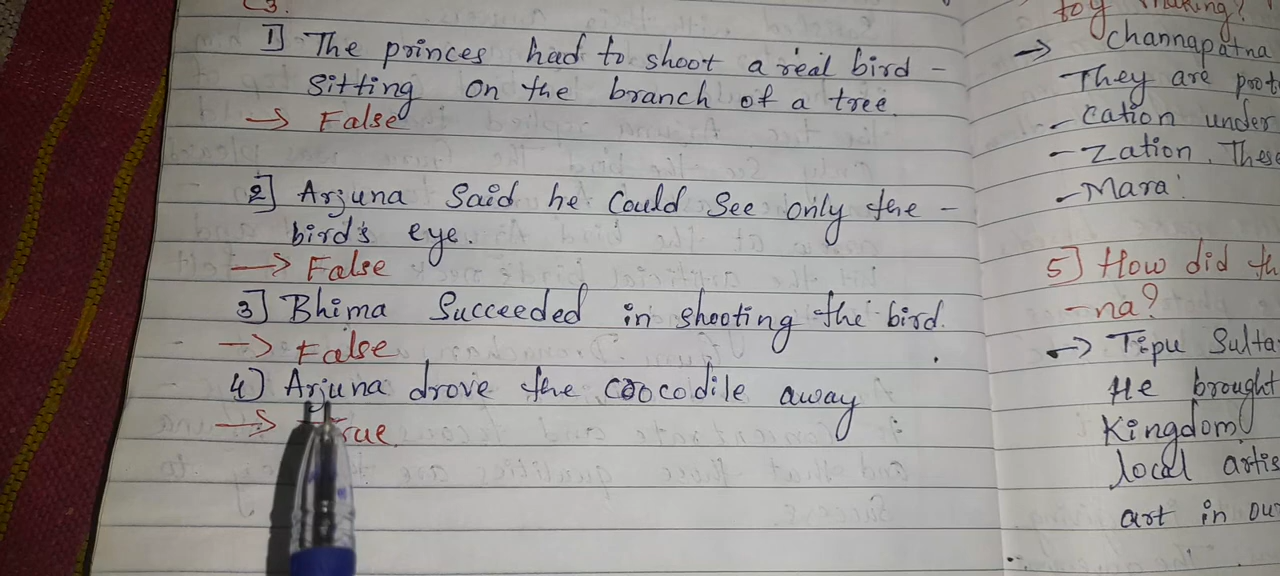 1] The princes had to shoot a real bird -
Sitting on the branch of a tree.
→ False
2] Arjuna Said he Could See only the -
bird's eye.
→ False
3] Bhima Succeeded in shooting the bird.
→ False
4] Arjuna drove the crocodile away
→ True.
toy making?
→ Channapatna
They are
- cation under
- zation. These
- Mara'
5] How did th
- na?
→ Tipu Sulta
He brought
Kingdom
local artis
art in ou